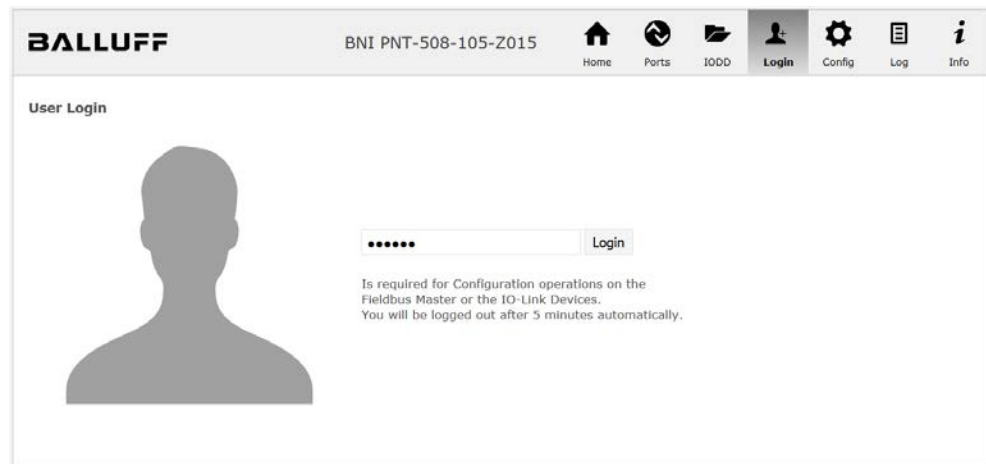 BALLUFF
BNI PNT-508-105-Z015
Home Ports IODD Login Config Log Info
User Login
●●●●●● Login
Is required for Configuration operations on the
Fieldbus Master or the IO-Link Devices.
You will be logged out after 5 minutes automatically.